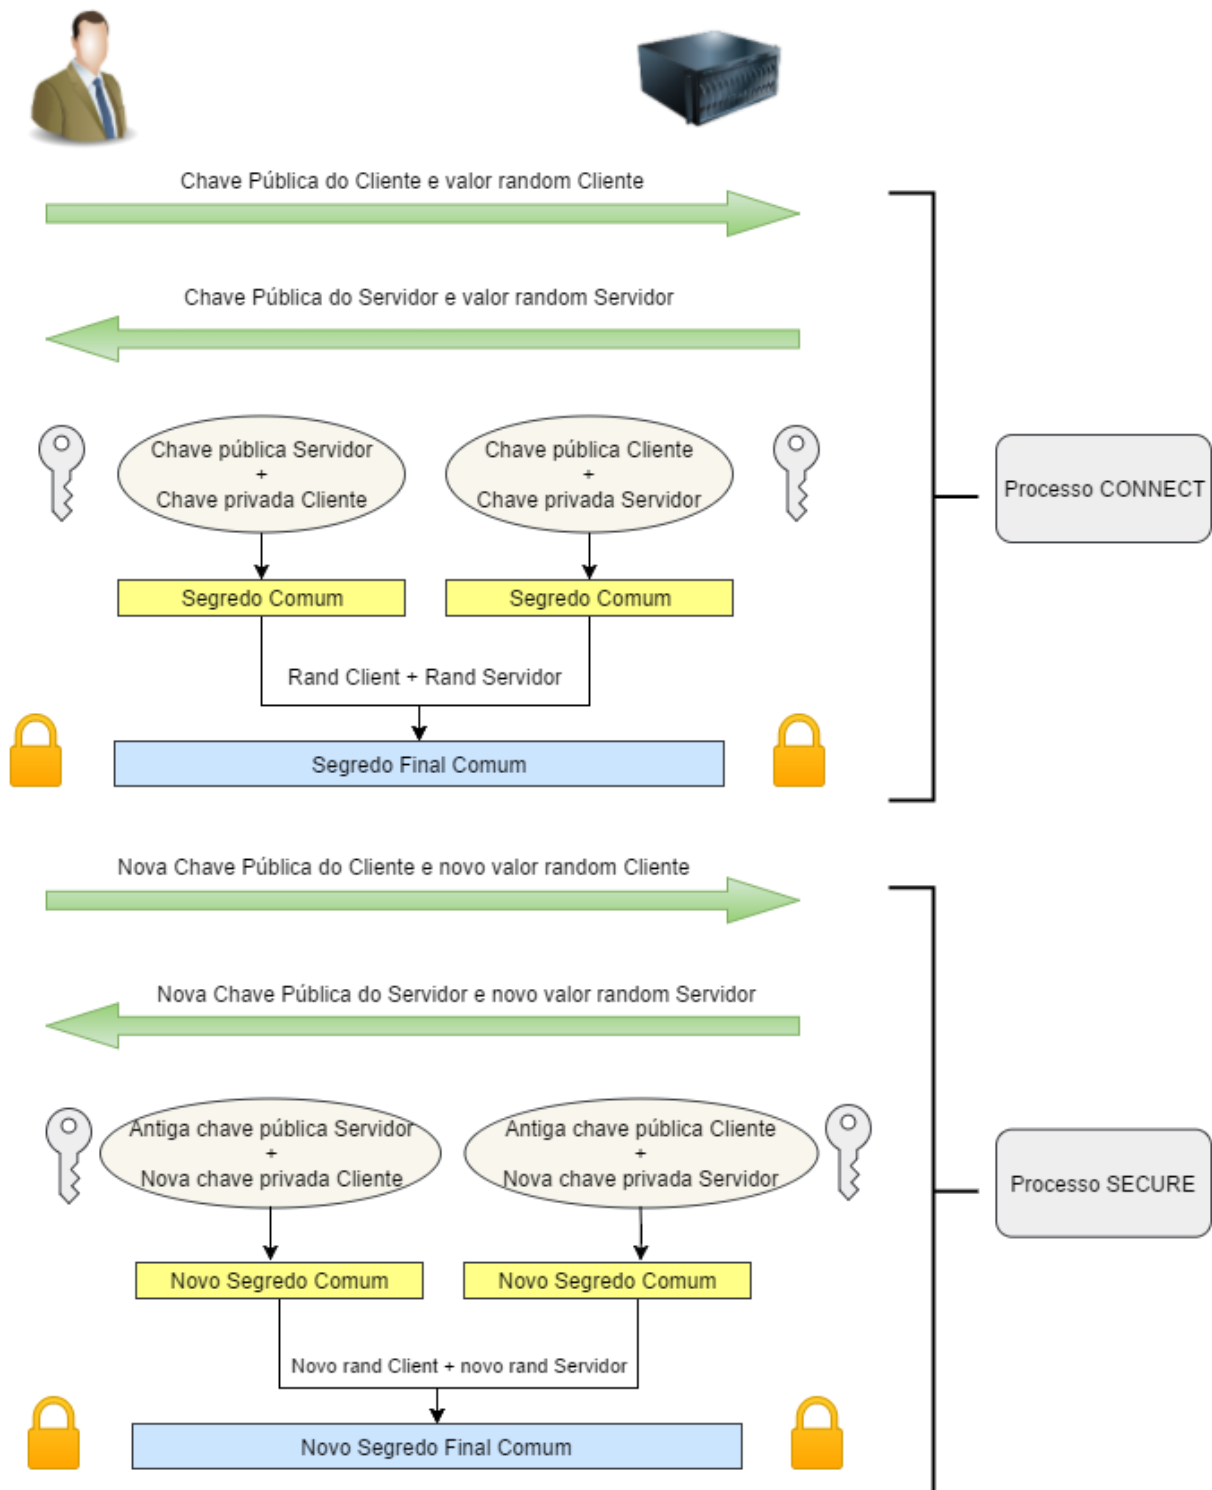 Chave Pública do Cliente e valor random Cliente
Chave Pública do Servidor e valor random Servidor
Chave pública Servidor
+
Chave privada Cliente
Chave pública Cliente
+
Chave privada Servidor
Processo CONNECT
Segredo Comum
Segredo Comum
Rand Client + Rand Servidor
Segredo Final Comum
Nova Chave Pública do Cliente e novo valor random Cliente
Nova Chave Pública do Servidor e novo valor random Servidor
Antiga chave pública Servidor
+
Nova chave privada Cliente
Antiga chave pública Cliente
+
Nova chave privada Servidor
Processo SECURE
Novo Segredo Comum
Novo Segredo Comum
Novo rand Client + novo rand Servidor
Novo Segredo Final Comum